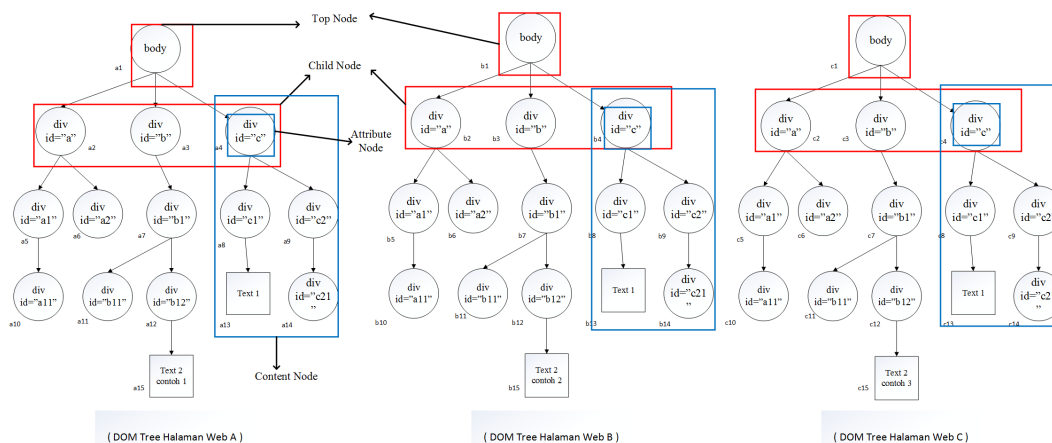 Top Node
body
a1
Child Node
div
id="a"
a2
div
id="b"
a3
div
id="c"
a4
Attribute
Node
div
id="a1"
a5
div
id="a2"
a6
div
id="b1"
a7
div
id="c1"
a8
div
id="c2"
a9
div
id="a11"
a10
div
id="b11"
a11
div
id="b12"
a12
Text 1
a13
div
id="c21
"
a14
Text 2
contoh 1
a15
Content Node
( DOM Tree Halaman Web A )
body
b1
div
id="a"
b2
div
id="b"
b3
div
id="c"
b4
div
id="a1"
b5
div
id="a2"
b6
div
id="b1"
b7
div
id="c1"
b8
div
id="c2"
b9
div
id="a11"
b10
div
id="b11"
b11
div
id="b12"
b12
Text 1
b13
div
id="c21
"
b14
Text 2
contoh 2
b15
( DOM Tree Halaman Web B )
body
c1
div
id="a"
c2
div
id="b"
c3
div
id="c"
c4
div
id="a1"
c5
div
id="a2"
c6
div
id="b1"
c7
div
id="c1"
c8
div
id="c2
c9
div
id="a11"
c10
div
id="b11"
c11
div
id="b12"
c12
Text 1
c13
div
id="c2
"
c14
Text 2
contoh 3
c15
( DOM Tree Halaman Web C )